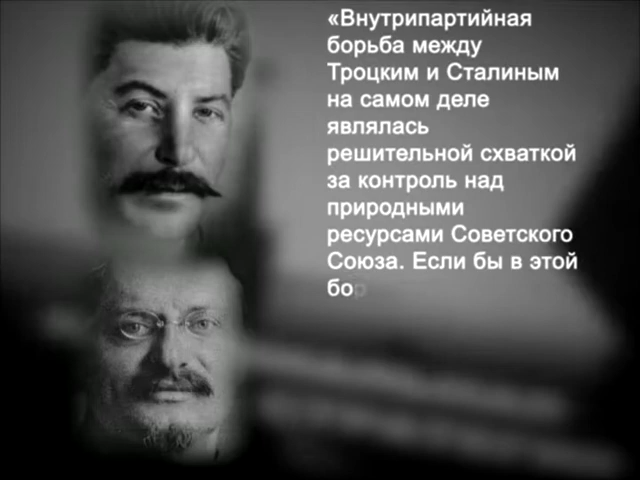 «Внутрипартийная
борьба между
Троцким и Сталиным
на самом деле
являлась
решительной схваткой
за контроль над
природными
ресурсами Советского
Союза. Если бы в этой
бор